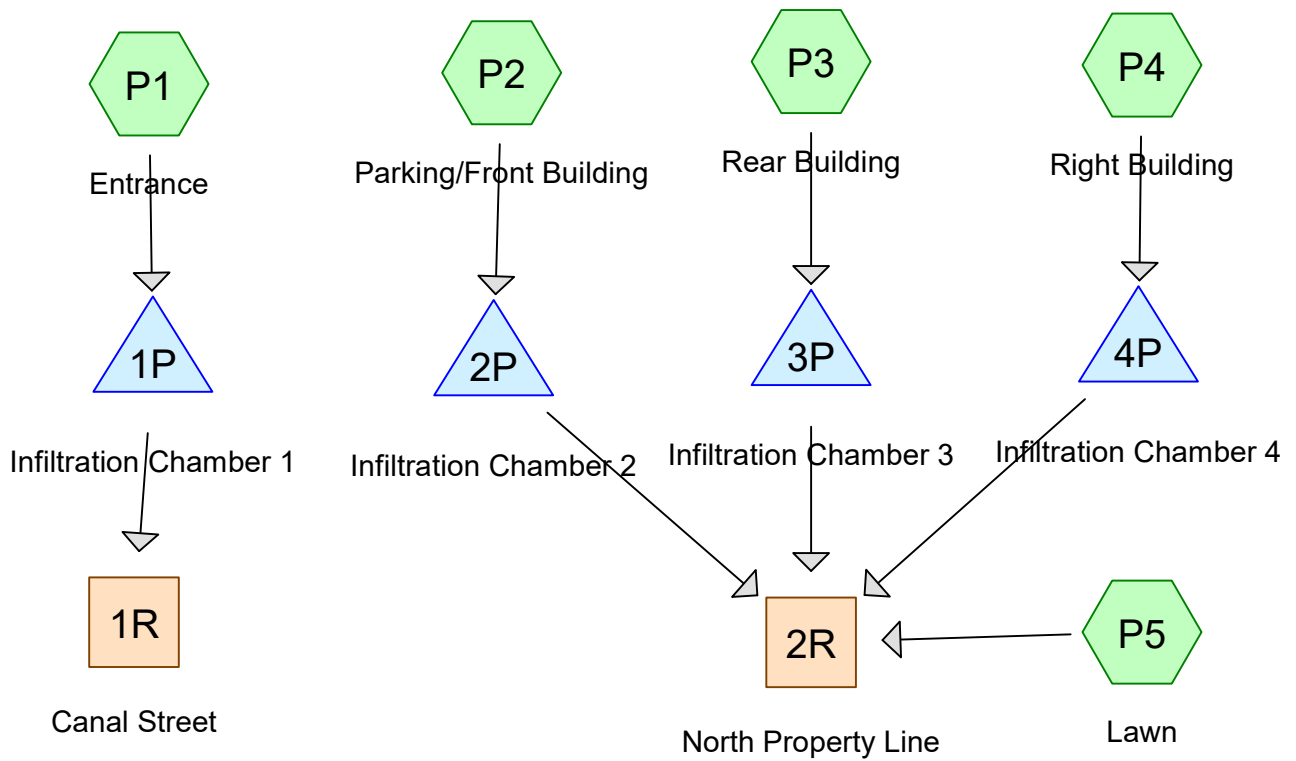 P1
P2
P3
P4
Entrance
Parking/Front Building
Rear Building
Right Building
1P
2P
3P
4P
Infiltration Chamber 1
Infiltration Chamber 2
Infiltration Chamber 3
Infiltration Chamber 4
1R
2R
P5
Canal Street
North Property Line
Lawn